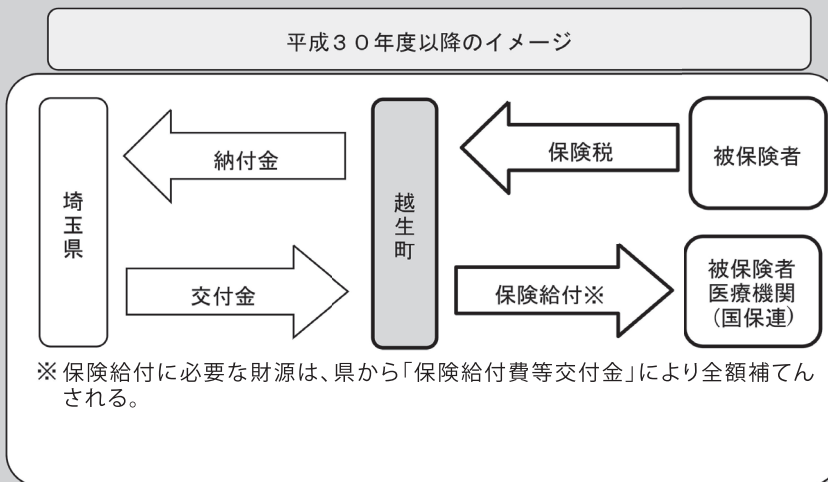 平成３０年度以降のイメージ
埼玉県
納付金
交付金
越生町
保険税
保険給付※
被保険者
被保険者
医療機関
(国保連)
※ 保険給付に必要な財源は、県から「保険給付費等交付金」により全額補てん
される。